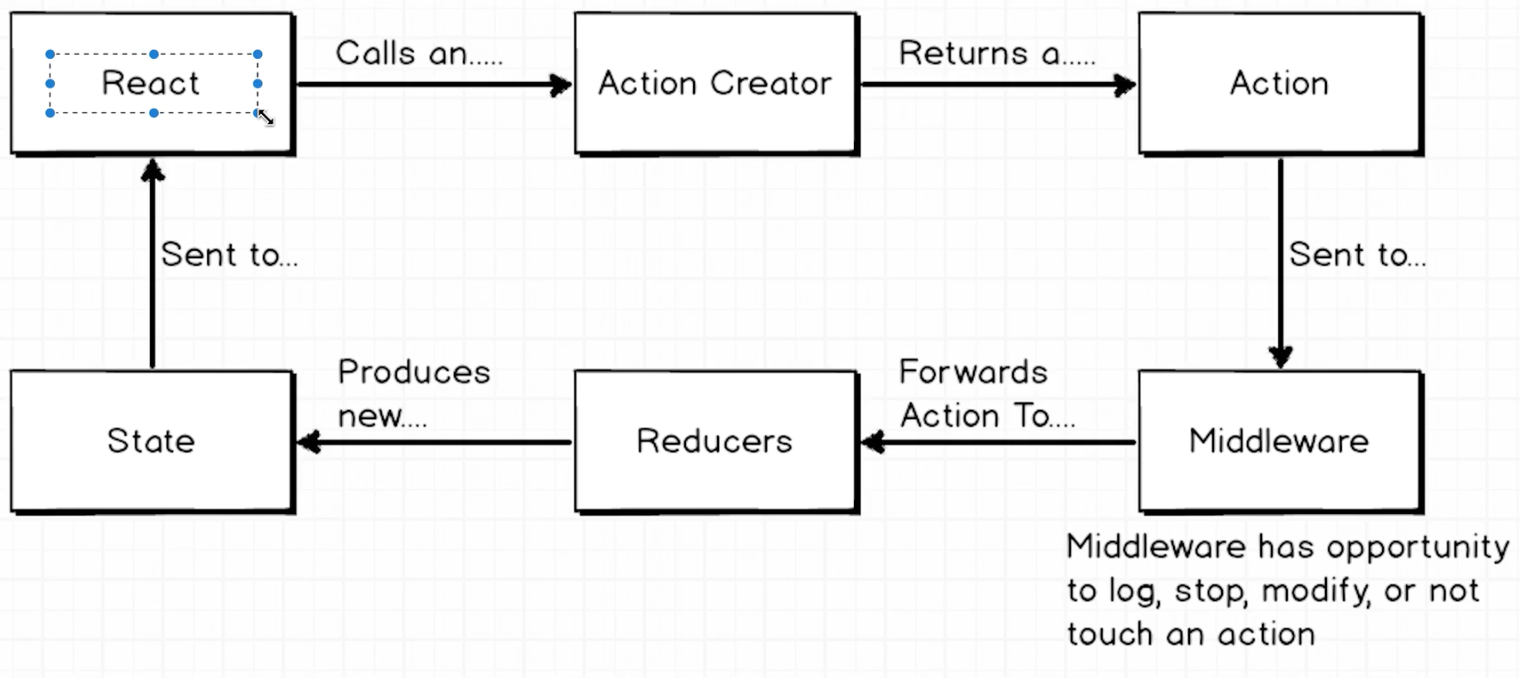 React
Calls an.....
Action Creator
Returns a.....
Action
Sent to...
Sent to...
State
Produces
new....
Reducers
Forwards
Action To....
Middleware
Middleware has opportunity
to log, stop, modify, or not
touch an action